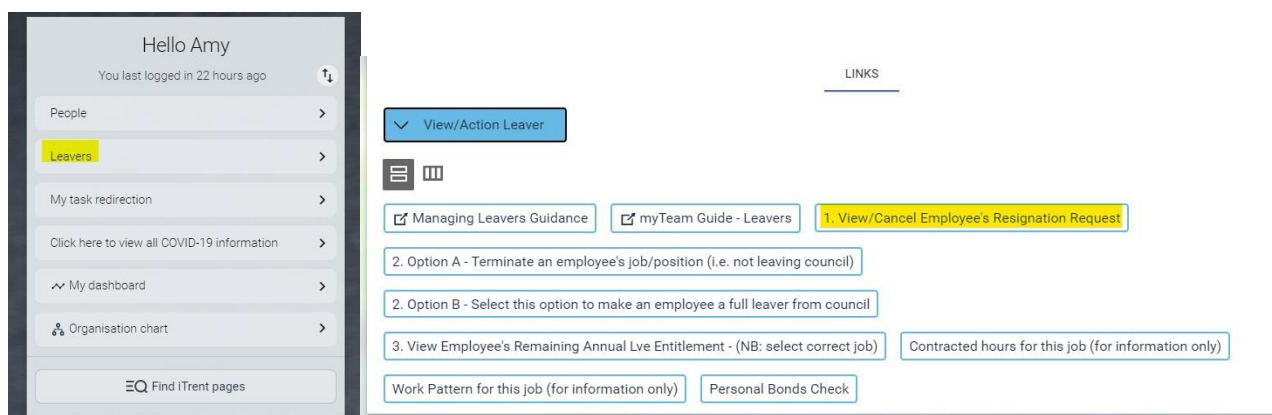 Hello Amy
You last logged in 22 hours ago
People
Leavers
My task redirection
Click here to view all COVID-19 information
My dashboard
Organisation chart
Find iTrent pages
LINKS
View/Action Leaver
Managing Leavers Guidance
myTeam Guide - Leavers
1. View/Cancel Employee's Resignation Request
2. Option A - Terminate an employee's job/position (i.e. not leaving council)
2. Option B - Select this option to make an employee a full leaver from council
3. View Employee's Remaining Annual Lve Entitlement - (NB: select correct job)
Contracted hours for this job (for information only)
Work Pattern for this job (for information only)
Personal Bonds Check